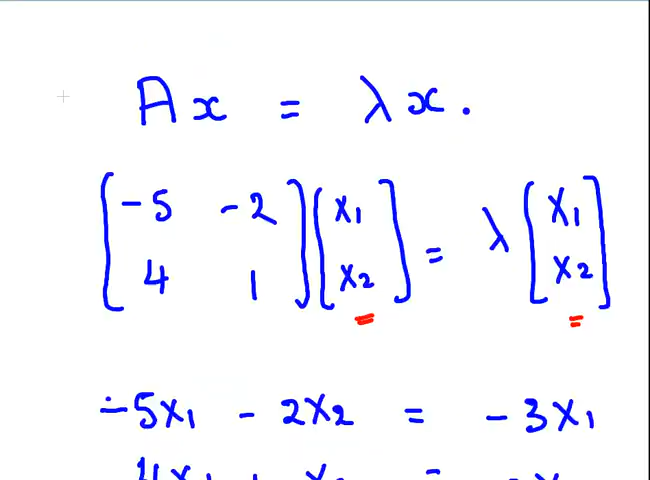 Ax = λx.
[-5 -2] [x1] = λ [x1]
[4 1] [x2] [x2]
-5x1 - 2x2 = -3x1